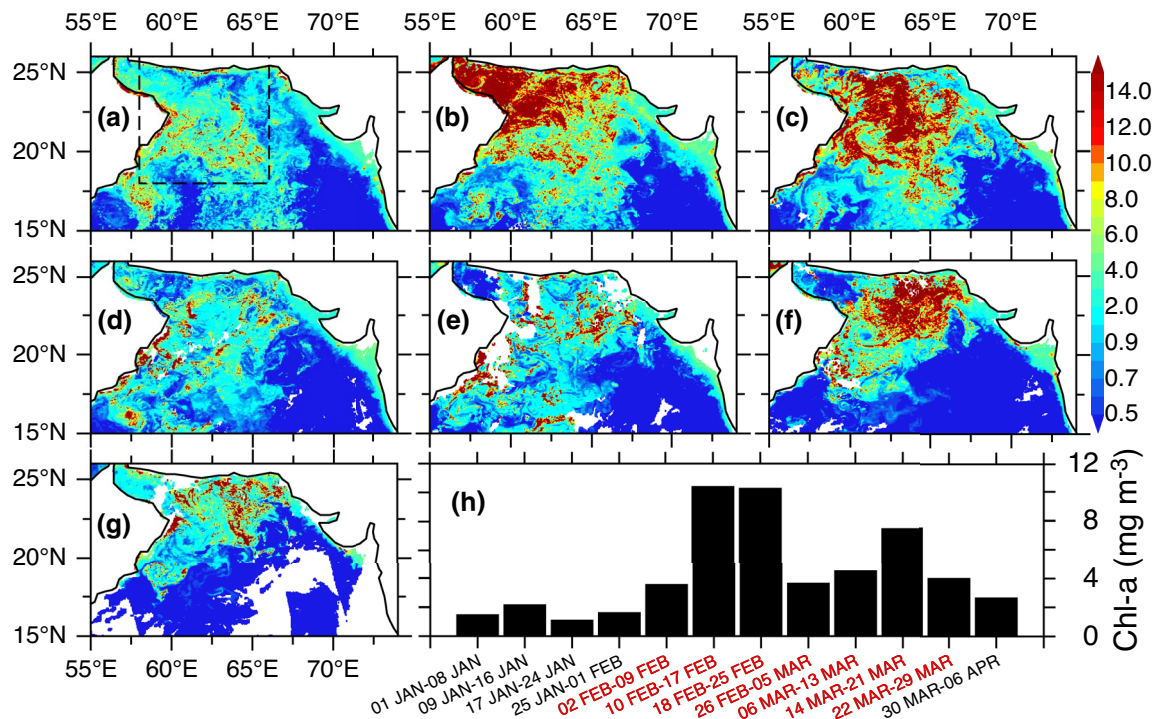 55°E 60°E 65°E 70°E 55°E 60°E 65°E 70°E 55°E 60°E 65°E 70°E
25°N
(a) (b) (c)
20°N
15°N
25°N
(d) (e) (f)
20°N
15°N
14.0
12.0
10.0
8.0
6.0
4.0
2.0
0.9
0.7
0.5
25°N
(g) (h)
20°N
15°N
55°E 60°E 65°E 70°E
12
8
4
0
Chl-a (mg m-3)
01 JAN-08 JAN
09 JAN-16 JAN
17 JAN-24 JAN
25 JAN-01 FEB
02 FEB-09 FEB
10 FEB-17 FEB
18 FEB-25 FEB
26 FEB-05 MAR
06 MAR-13 MAR
14 MAR-21 MAR
22 MAR-29 MAR
30 MAR-06 APR